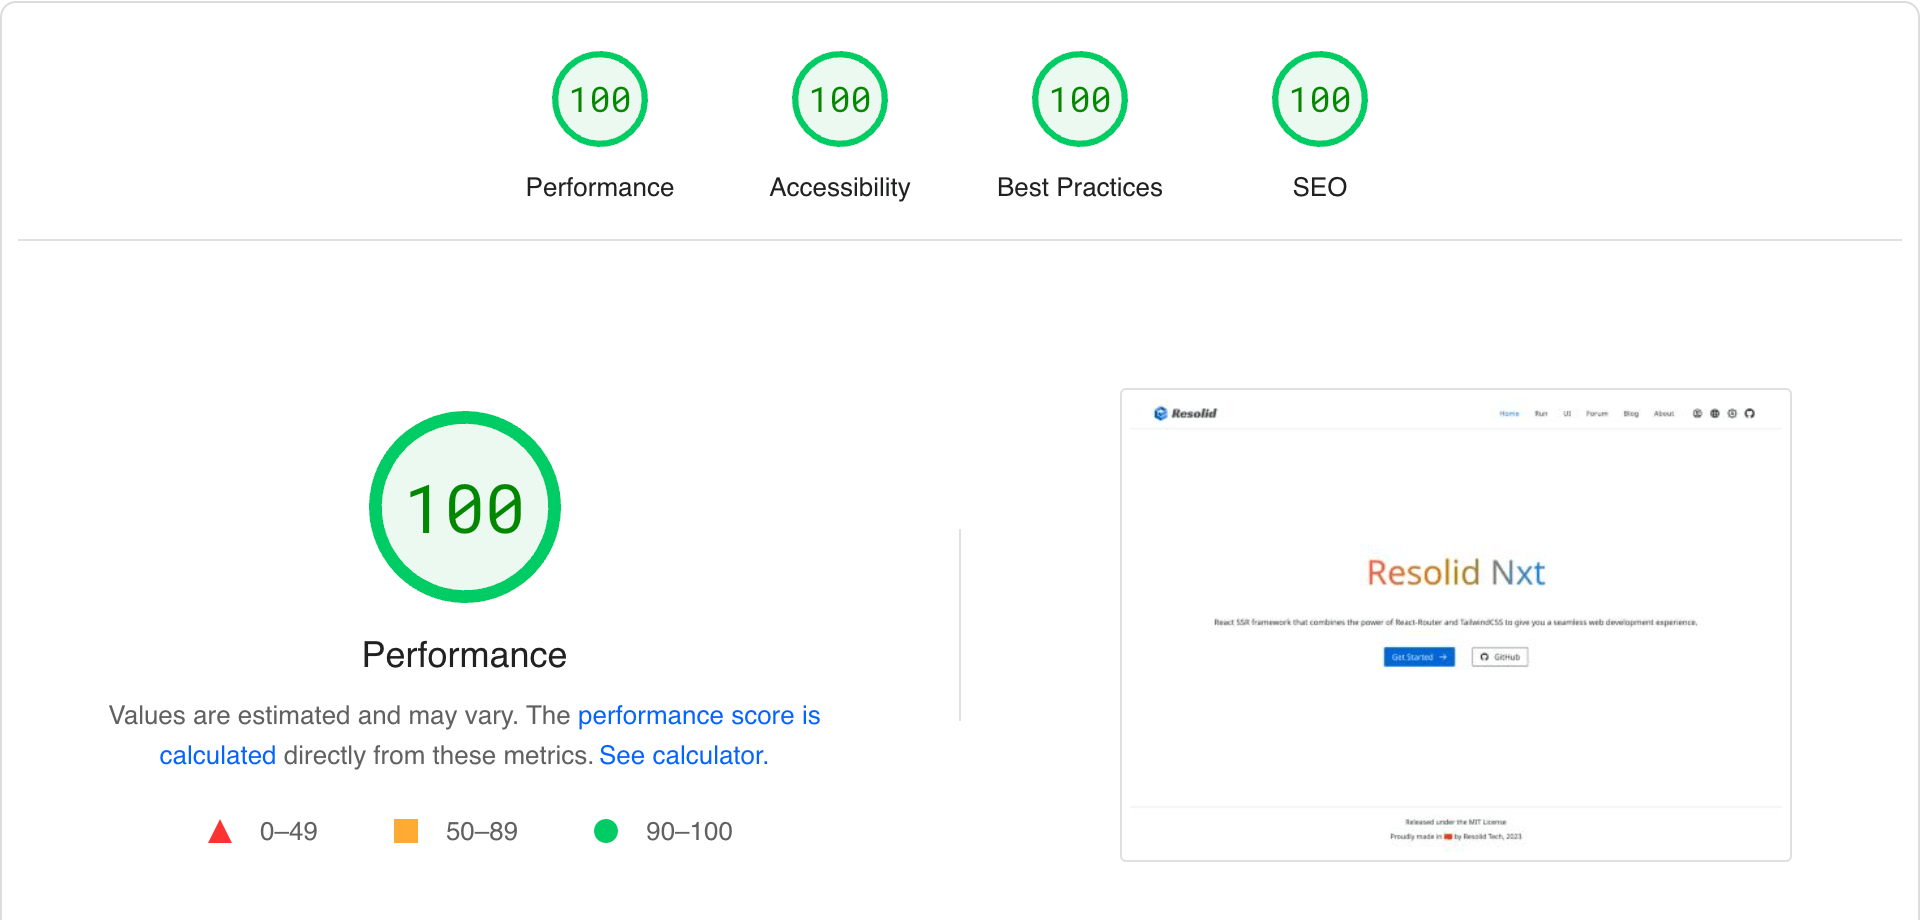 100
100
100
100
Performance
Accessibility
Best Practices
SEO
100
Performance
Values are estimated and may vary. The performance score is
calculated directly from these metrics. See calculator.
0–49
50–89
90–100
Resolid
Home
Run
UI
Forum
Blog
About
Resolid Nxt
React SSR framework that combines the power of React-Router and TailwindCSS to give you a seamless web development experience.
Get Started →
GitHub
Released under the MIT License
Proudly made in 🇨🇳 by Resolid Tech, 2023